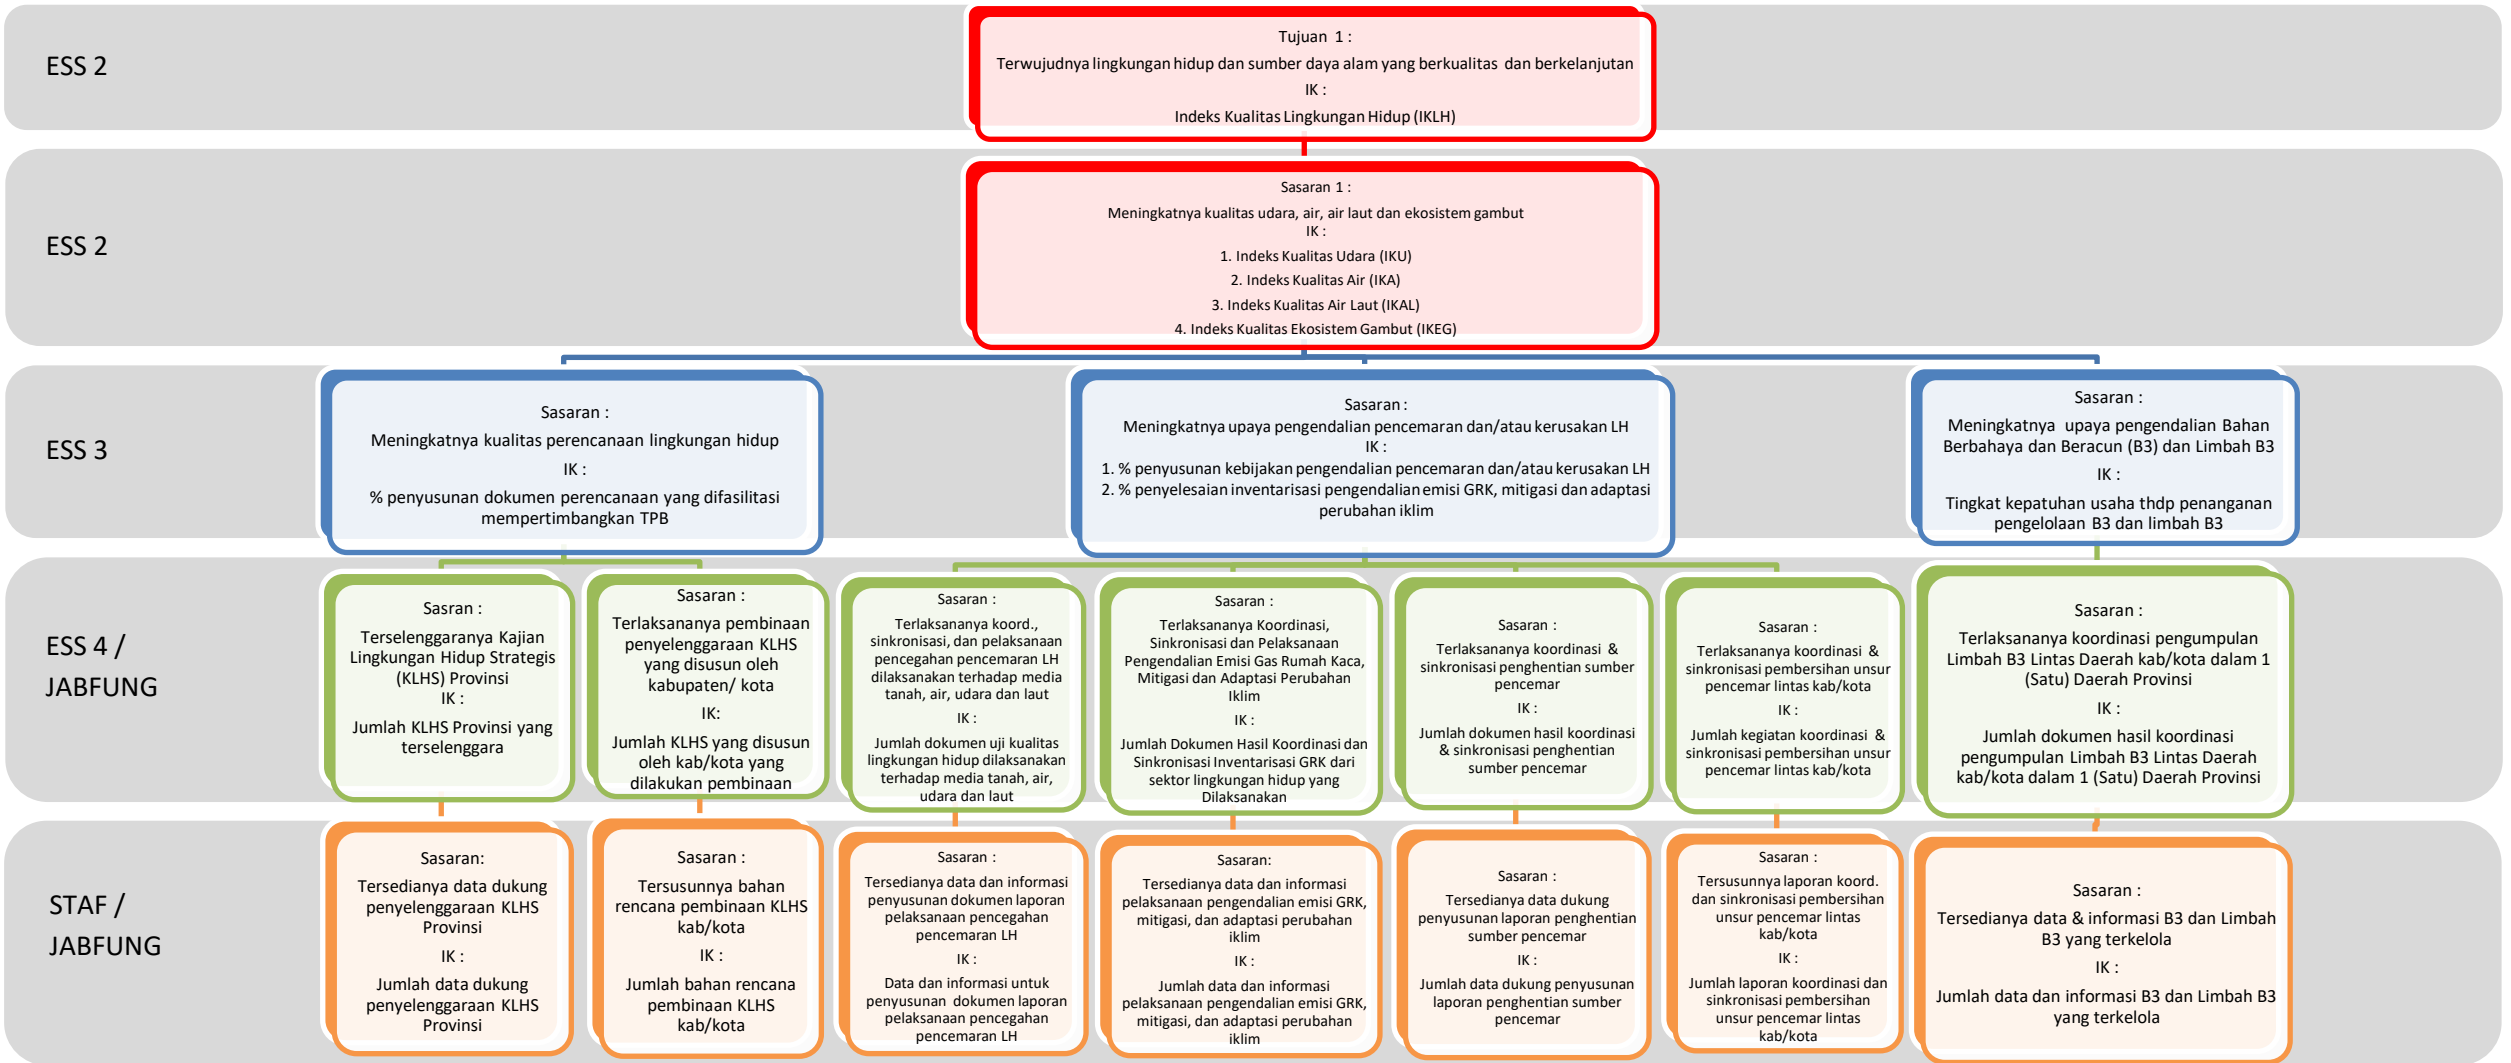 ESS 2
Tujuan 1 :
Terwujudnya lingkungan hidup dan sumber daya alam yang berkualitas dan berkelanjutan
IK :
Indeks Kualitas Lingkungan Hidup (IKLH)
ESS 2
Sasaran 1 :
Meningkatnya kualitas udara, air, air laut dan ekosistem gambut
IK :
1. Indeks Kualitas Udara (IKU)
2. Indeks Kualitas Air (IKA)
3. Indeks Kualitas Air Laut (IKAL)
4. Indeks Kualitas Ekosistem Gambut (IKEG)
ESS 3
Sasaran :
Meningkatnya kualitas perencanaan lingkungan hidup
IK :
% penyusunan dokumen perencanaan yang difasilitasi
mempertimbangkan TPB
Sasaran :
Meningkatnya upaya pengendalian pencemaran dan/atau kerusakan LH
IK :
1. % penyusunan kebijakan pengendalian pencemaran dan/atau kerusakan LH
2. % penyelesaian inventarisasi pengendalian emisi GRK, mitigasi dan adaptasi
perubahan iklim
Sasaran :
Meningkatnya upaya pengendalian Bahan
Berbahaya dan Beracun (B3) dan Limbah B3
IK :
Tingkat kepatuhan usaha thdp penanganan
pengelolaan B3 dan limbah B3
ESS 4 /
JABFUNG
Sasran :
Terselenggaranya Kajian
Lingkungan Hidup Strategis
(KLHS) Provinsi
IK :
Jumlah KLHS Provinsi yang
terselenggara
Sasaran :
Terlaksananya pembinaan
penyelenggaraan KLHS
yang disusun oleh
kabupaten/ kota
IK:
Jumlah KLHS yang disusun
oleh kab/kota yang
dilakukan pembinaan
Sasaran :
Terlaksananya koord.,
sinkronisasi, dan pelaksanaan
pencegahan pencemaran LH
dilaksanakan terhadap media
tanah, air, udara dan laut
IK :
Jumlah dokumen uji kualitas
lingkungan hidup dilaksanakan
terhadap media tanah, air,
udara dan laut
Sasaran :
Terlaksananya Koordinasi,
Sinkronisasi dan Pelaksanaan
Pengendalian Emisi Gas Rumah Kaca,
Mitigasi dan Adaptasi Perubahan
Iklim
IK :
Jumlah Dokumen Hasil Koordinasi dan
Sinkronisasi Inventarisasi GRK dari
sektor lingkungan hidup yang
Dilaksanakan
Sasaran :
Terlaksananya koordinasi &
sinkronisasi penghentian sumber
pencemar
IK :
Jumlah dokumen hasil koordinasi
& sinkronisasi penghentian
sumber pencemar
Sasaran :
Terlaksananya koordinasi &
sinkronisasi pembersihan unsur
pencemar lintas kab/kota
IK :
Jumlah kegiatan koordinasi &
sinkronisasi pembersihan unsur
pencemar lintas kab/kota
Sasaran :
Terlaksananya koordinasi pengumpulan
Limbah B3 Lintas Daerah kab/kota dalam 1
(Satu) Daerah Provinsi
IK :
Jumlah dokumen hasil koordinasi
pengumpulan Limbah B3 Lintas Daerah
kab/kota dalam 1 (Satu) Daerah Provinsi
STAF /
JABFUNG
Sasaran:
Tersedianya data dukung
penyelenggaraan KLHS
Provinsi
IK :
Jumlah data dukung
penyelenggaraan KLHS
Provinsi
Sasaran :
Tersusunnya bahan
rencana pembinaan KLHS
kab/kota
IK :
Jumlah bahan rencana
pembinaan KLHS
kab/kota
Sasaran :
Tersedianya data dan informasi
penyusunan dokumen laporan
pelaksanaan pencegahan
pencemaran LH
IK :
Data dan informasi untuk
penyusunan dokumen laporan
pelaksanaan pencegahan
pencemaran LH
Sasaran:
Tersedianya data dan informasi
pelaksanaan pengendalian emisi GRK,
mitigasi, dan adaptasi perubahan
iklim
IK :
Jumlah data dan informasi
pelaksanaan pengendalian emisi GRK,
mitigasi, dan adaptasi perubahan
iklim
Sasaran :
Tersedianya data dukung
penyusunan laporan penghentian
sumber pencemar
IK :
Jumlah data dukung penyusunan
laporan penghentian sumber
pencemar
Sasaran :
Tersusunnya laporan koord.
dan sinkronisasi pembersihan
unsur pencemar lintas
kab/kota
IK :
Jumlah laporan koordinasi dan
sinkronisasi pembersihan
unsur pencemar lintas
kab/kota
Sasaran :
Tersedianya data & informasi B3 dan Limbah
B3 yang terkelola
IK :
Jumlah data dan informasi B3 dan Limbah B3
yang terkelola